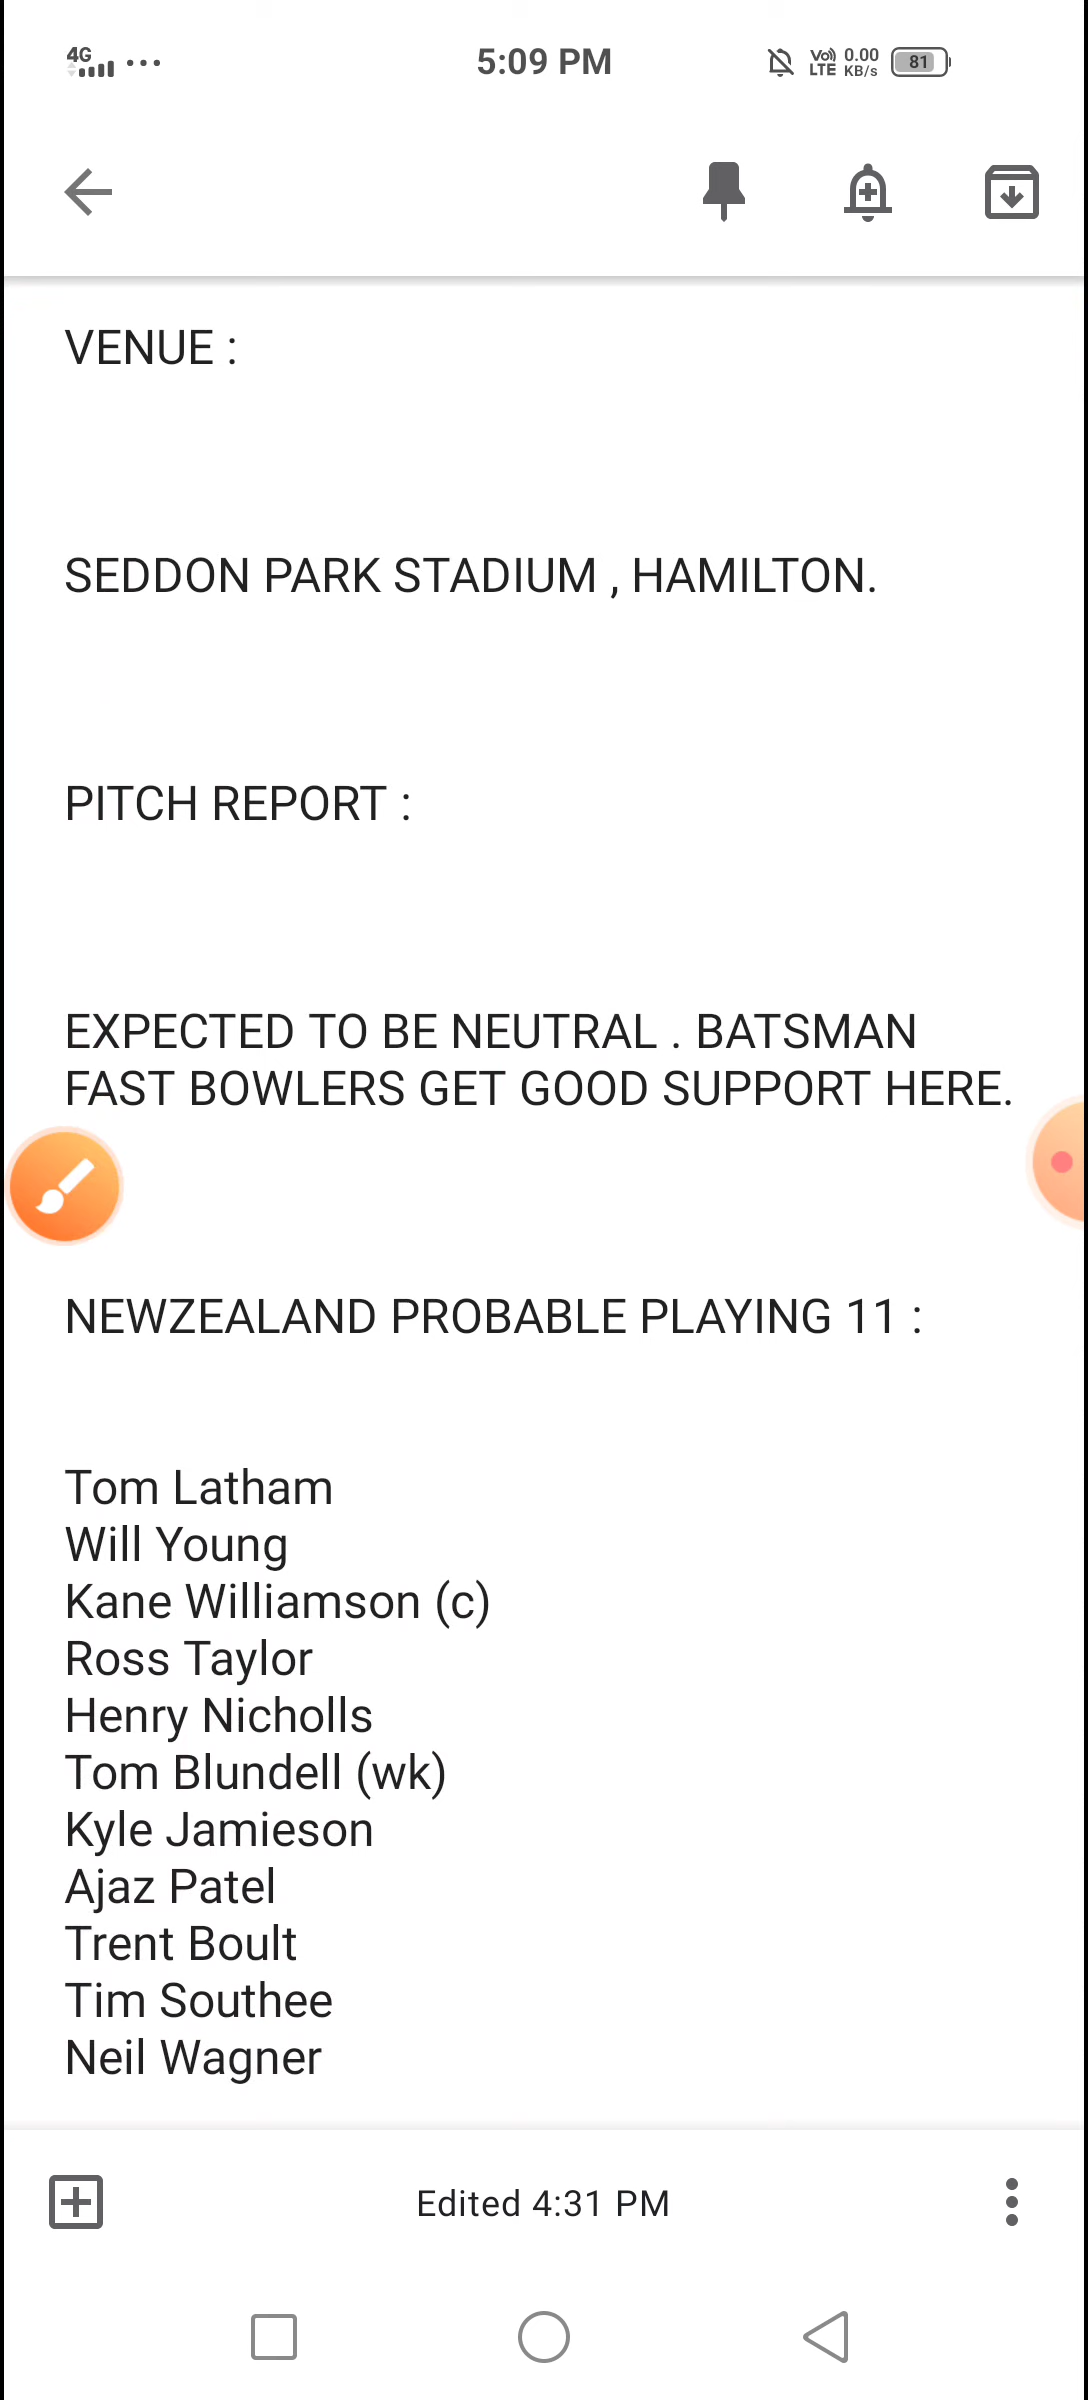 4G 5:09 PM Vo) LTE 0.00 KB/s 81
VENUE :
SEDDON PARK STADIUM , HAMILTON.
PITCH REPORT :
EXPECTED TO BE NEUTRAL . BATSMAN
FAST BOWLERS GET GOOD SUPPORT HERE.
NEWZEALAND PROBABLE PLAYING 11 :
Tom Latham
Will Young
Kane Williamson (c)
Ross Taylor
Henry Nicholls
Tom Blundell (wk)
Kyle Jamieson
Ajaz Patel
Trent Boult
Tim Southee
Neil Wagner
Edited 4:31 PM